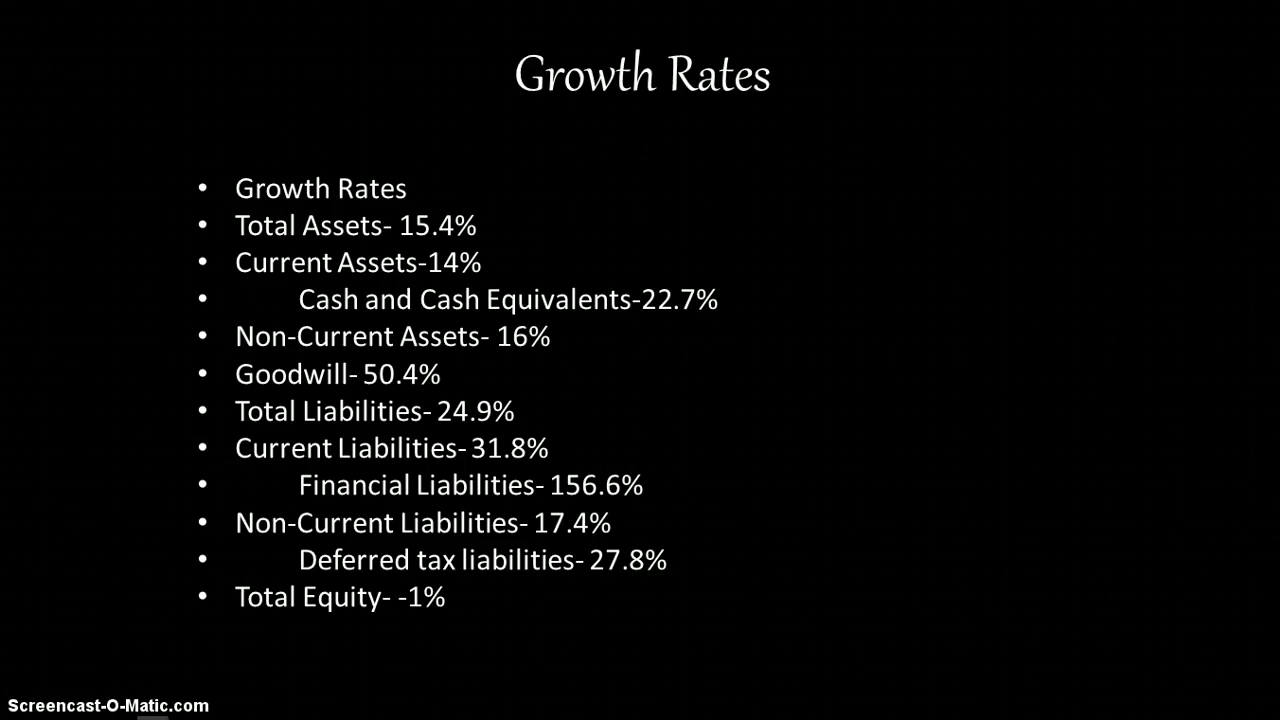 Growth Rates
• Growth Rates
• Total Assets- 15.4%
• Current Assets-14%
• Cash and Cash Equivalents-22.7%
• Non-Current Assets- 16%
• Goodwill- 50.4%
• Total Liabilities- 24.9%
• Current Liabilities- 31.8%
• Financial Liabilities- 156.6%
• Non-Current Liabilities- 17.4%
• Deferred tax liabilities- 27.8%
• Total Equity- -1%
Screencast-O-Matic.com